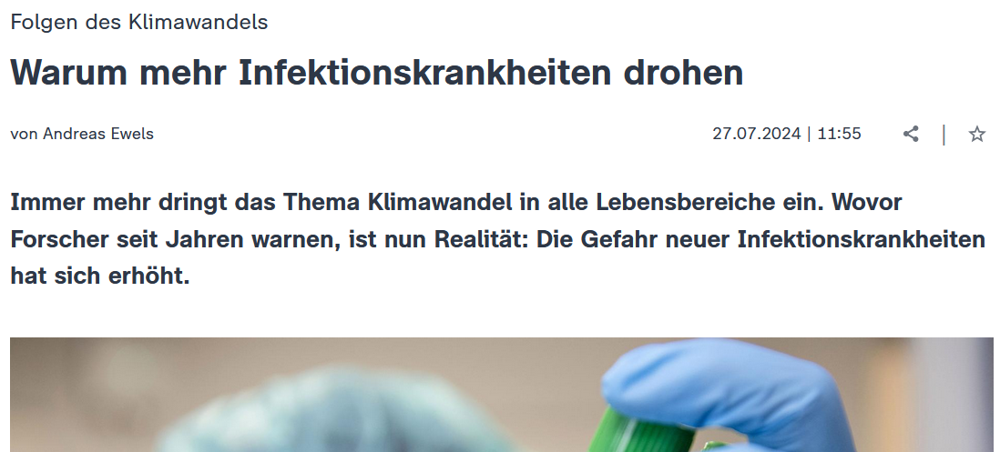 Folgen des Klimawandels
Warum mehr Infektionskrankheiten drohen
von Andreas Ewels
27.07.2024 | 11:55
Immer mehr dringt das Thema Klimawandel in alle Lebensbereiche ein. Wovor
Forscher seit Jahren warnen, ist nun Realität: Die Gefahr neuer Infektionskrankheiten
hat sich erhöht.